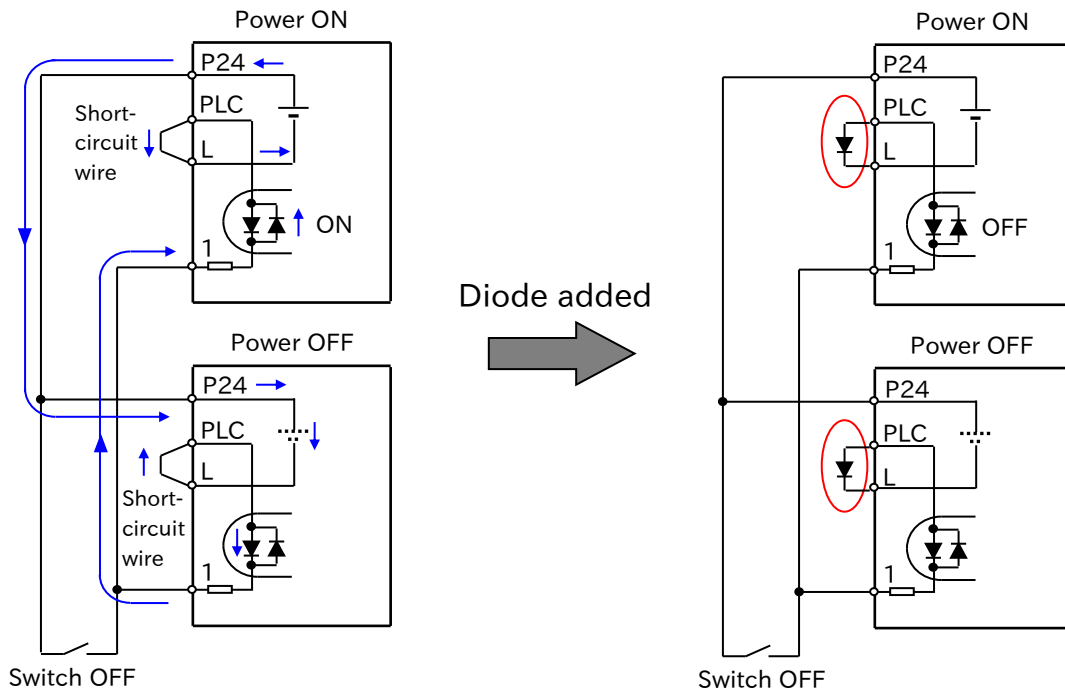 Power ON
P24
PLC
Short-
circuit
wire
L
ON
1
Power OFF
P24
PLC
L
Short-
circuit
wire
1
Switch OFF
Diode added
Power ON
P24
PLC
L
OFF
1
Power OFF
P24
PLC
L
1
Switch OFF